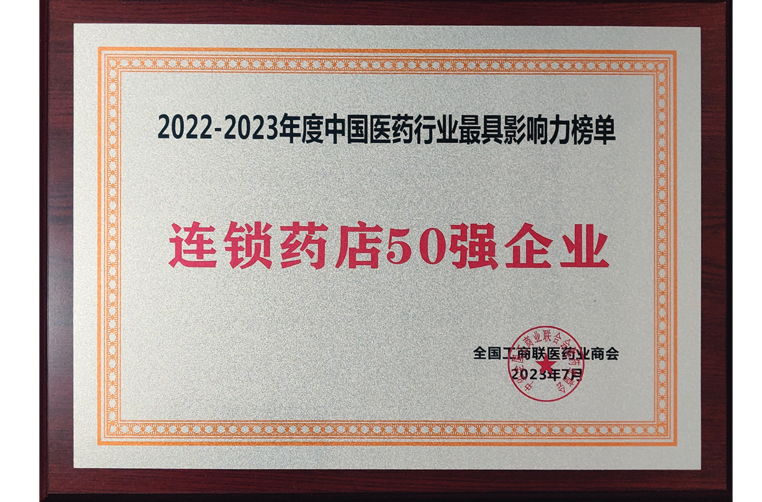 2022-2023年度中国医药行业最具影响力榜单
连锁药店50强企业
全国工商联医药业商会
2023年7月